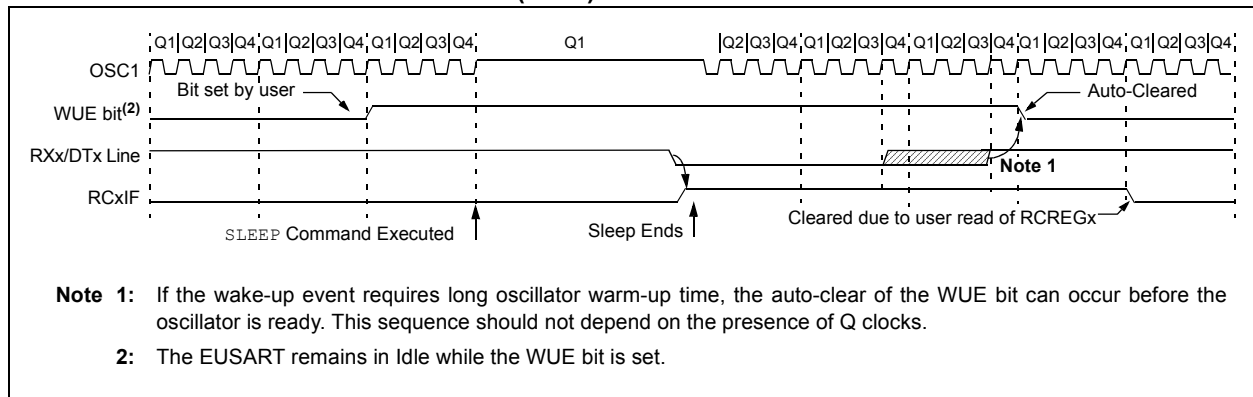 Q1 Q2 Q3 Q4 Q1 Q2 Q3 Q4 Q1 Q2 Q3 Q4 Q1 Q2 Q3 Q4 Q1 Q2 Q3 Q4 Q1 Q2 Q3 Q4 Q1 Q2 Q3 Q4 Q1 Q2 Q3 Q4
OSC1
Bit set by user
Auto-Cleared
WUE bit(2)
RXx/DTx Line
Note 1
RCxIF
Cleared due to user read of RCREGx
SLEEP Command Executed
Sleep Ends
Note 1: If the wake-up event requires long oscillator warm-up time, the auto-clear of the WUE bit can occur before the
oscillator is ready. This sequence should not depend on the presence of Q clocks.
2: The EUSART remains in Idle while the WUE bit is set.